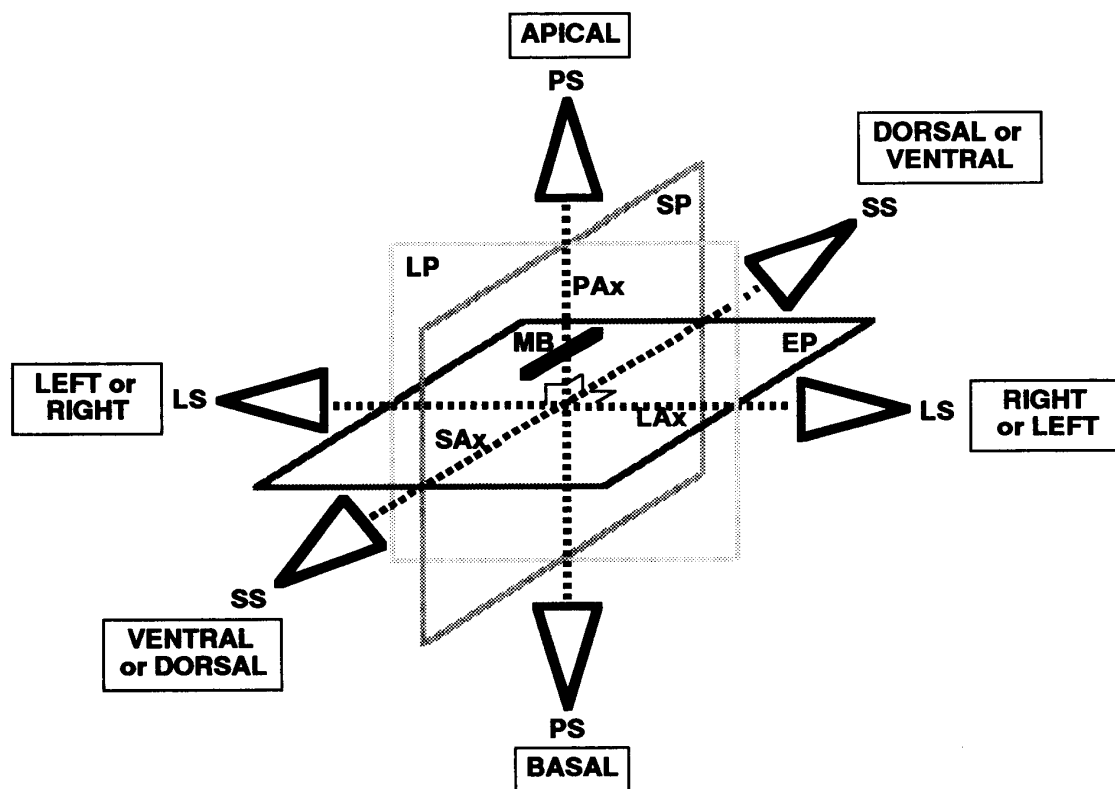 APICAL
PS
DORSAL or
VENTRAL
SS
SP
LP
PAx
MB
EP
LEFT or
RIGHT
LS
LAx
LS
RIGHT
or LEFT
SAx
SS
VENTRAL
or DORSAL
PS
BASAL